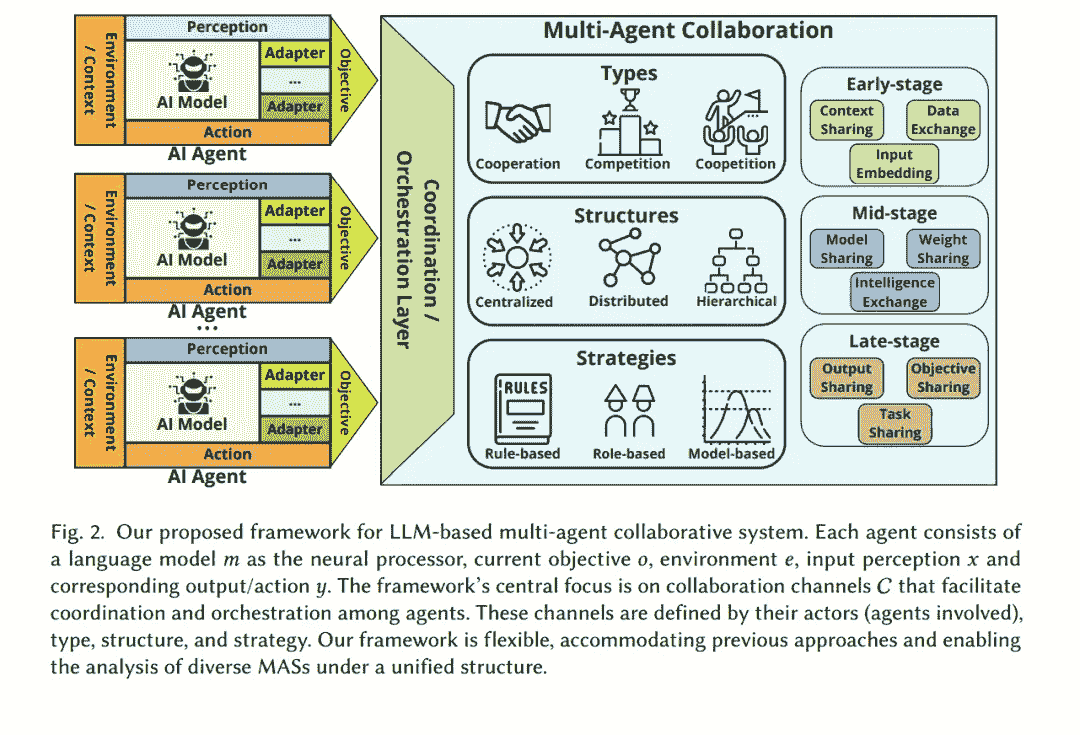 Environment
/ Context
Perception
AI Model
Adapter
...
Adapter
Action
Objective
AI Agent
Environment
/ Context
Perception
AI Model
Adapter
...
Adapter
Action
Objective
AI Agent
...
Environment
/ Context
Perception
AI Model
Adapter
...
Adapter
Action
Objective
AI Agent
Coordination /
Orchestration Layer
Multi-Agent Collaboration
Types
Cooperation
Competition
Coopetition
Structures
Centralized
Distributed
Hierarchical
Strategies
RULES
Rule-based
Role-based
Model-based
Early-stage
Context
Sharing
Data
Exchange
Input
Embedding
Mid-stage
Model
Sharing
Weight
Sharing
Intelligence
Exchange
Late-stage
Output
Sharing
Objective
Sharing
Task
Sharing
Fig. 2. Our proposed framework for LLM-based multi-agent collaborative system. Each agent consists of
a language model m as the neural processor, current objective o, environment e, input perception x and
corresponding output/action y. The framework's central focus is on collaboration channels C that facilitate
coordination and orchestration among agents. These channels are defined by their actors (agents involved),
type, structure, and strategy. Our framework is flexible, accommodating previous approaches and enabling
the analysis of diverse MASs under a unified structure.